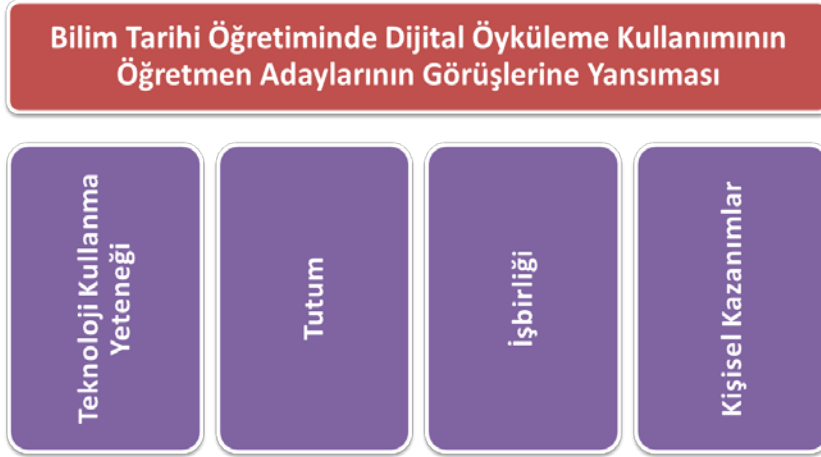 Bilim Tarihi Öğretiminde Dijital Öyküleme Kullanımının
Öğretmen Adaylarının Görüşlerine Yansıması
Teknoloji Kullanma
Yeteneği
Tutum
İşbirliği
Kişisel Kazanımlar